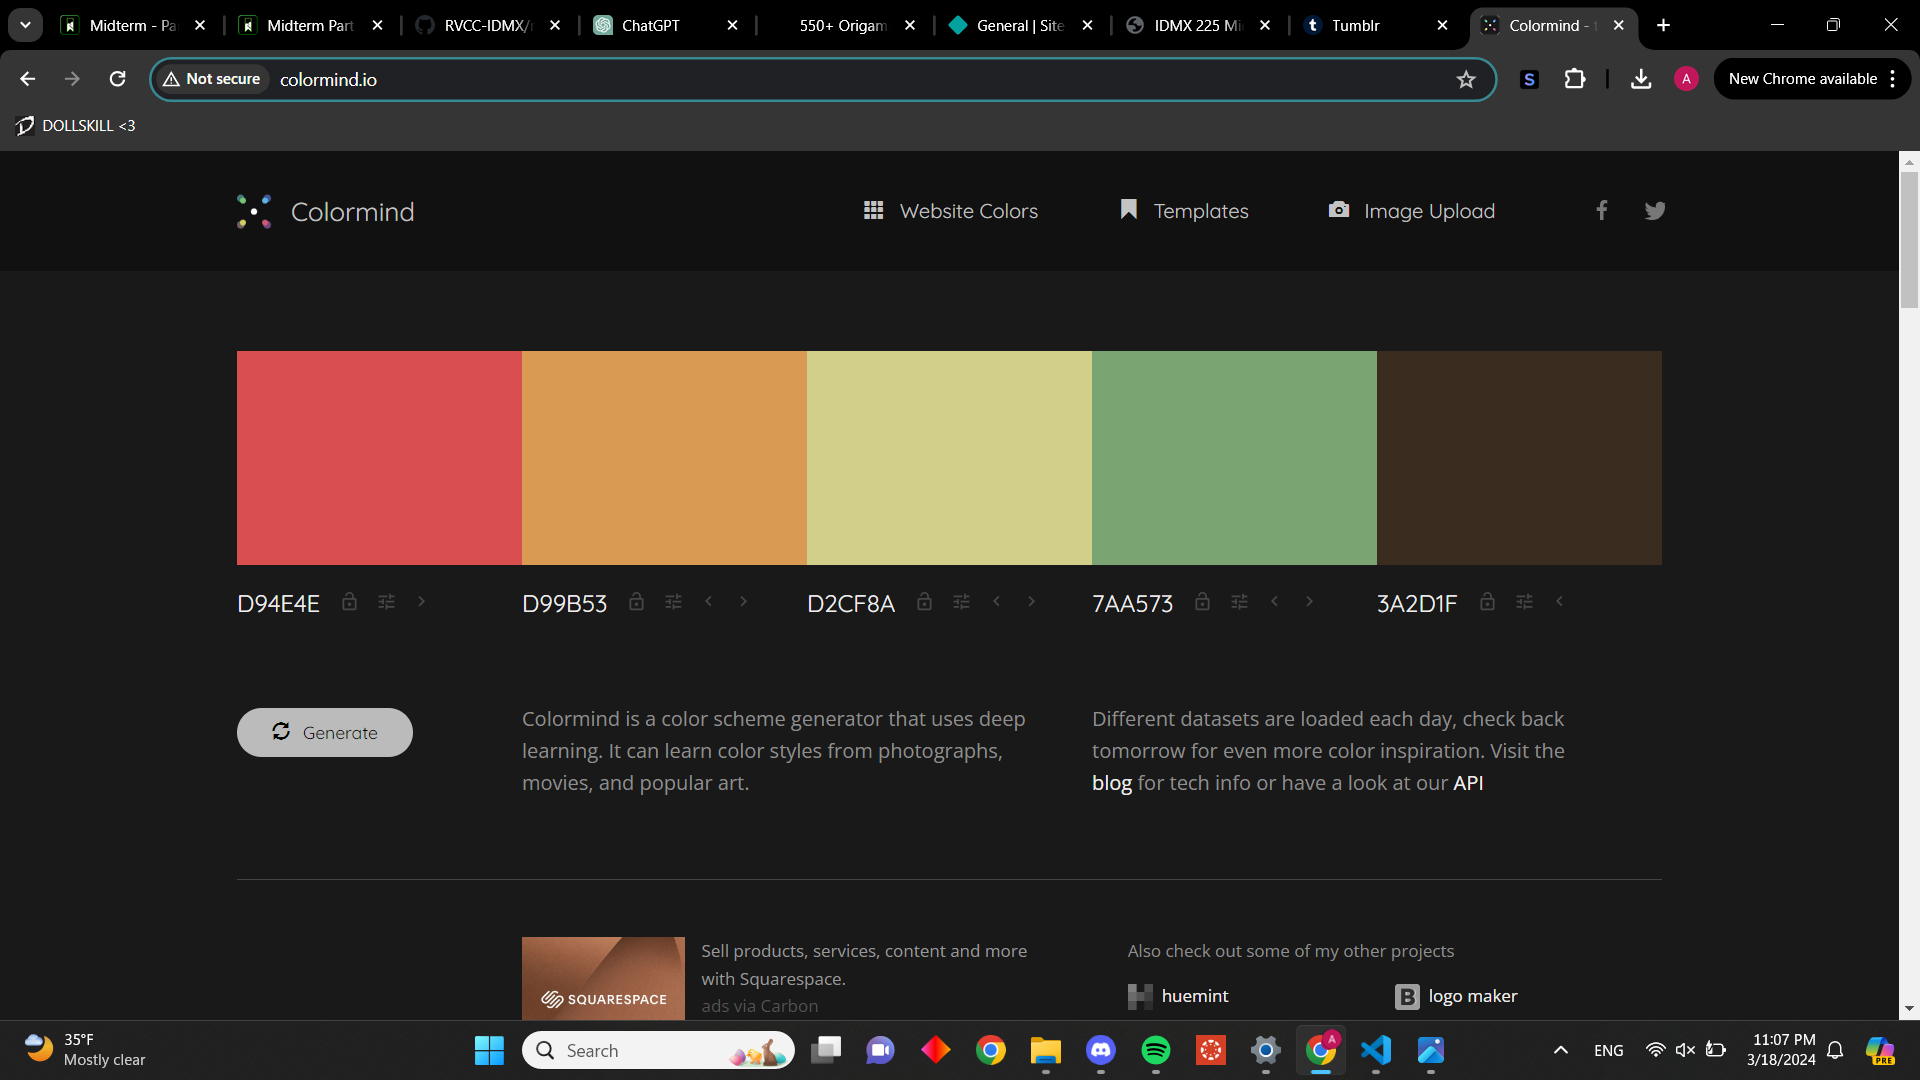 Midterm - Pa
Midterm Part
RVCC-IDMX/
ChatGPT
550+ Origam
General | Site
IDMX 225 Mi
Tumblr
Colormind -
Not secure
colormind.io
S
A
New Chrome available
DOLLSKILL <3
Colormind
Website Colors
Templates
Image Upload
D94E4E
D99B53
D2CF8A
7AA573
3A2D1F
Generate
Colormind is a color scheme generator that uses deep
learning. It can learn color styles from photographs,
movies, and popular art.
Different datasets are loaded each day, check back
tomorrow for even more color inspiration. Visit the
blog for tech info or have a look at our API
SQUARESPACE
Sell products, services, content and more
with Squarespace.
ads via Carbon
Also check out some of my other projects
huemint
B logo maker
35°F
Mostly clear
Search
A
ENG
11:07 PM
3/18/2024
PRE